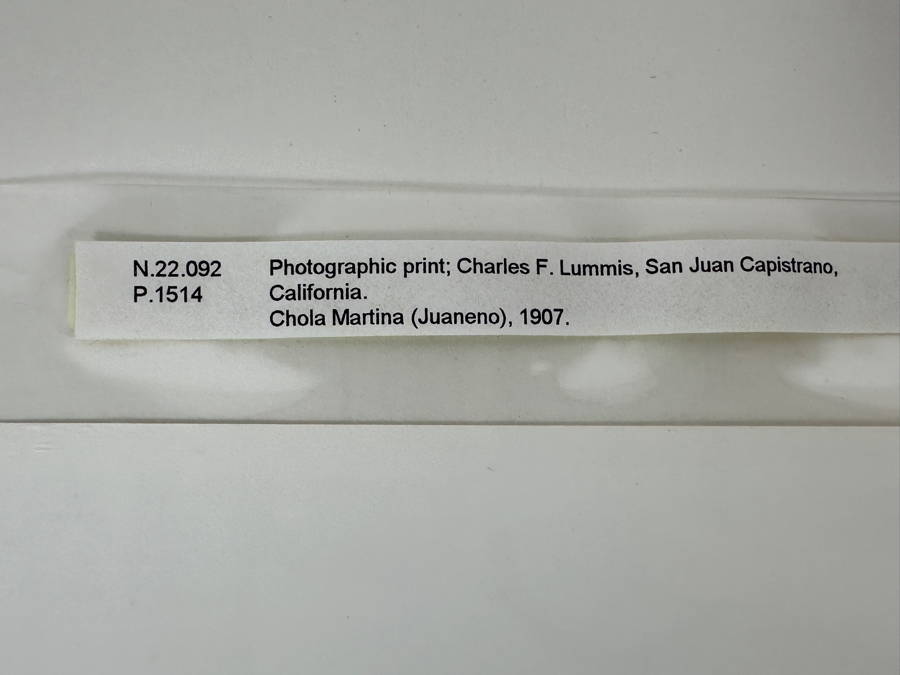 N.22.092 Photographic print; Charles F. Lummis, San Juan Capistrano,
P.1514 California.
Chola Martina (Juaneno), 1907.